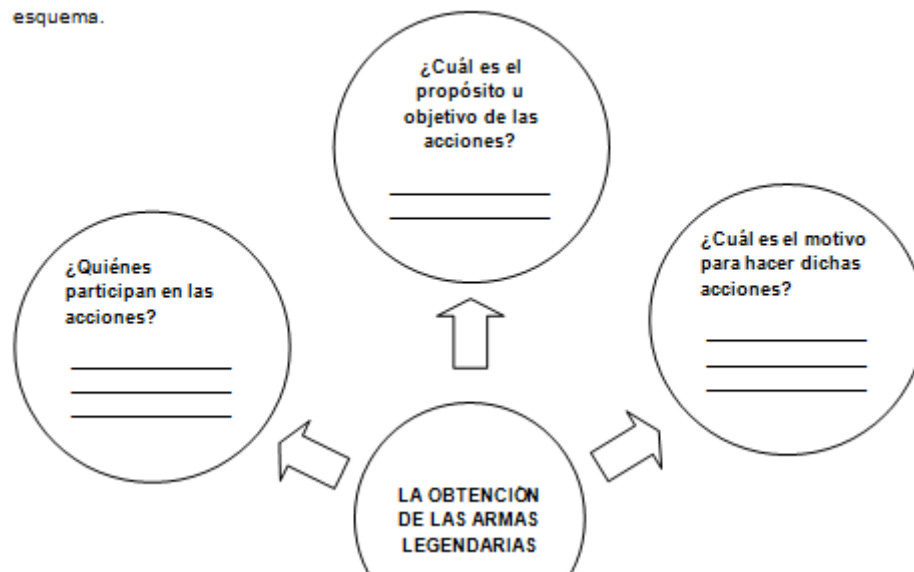 esquema.
¿Cuál es el
propósito u
objetivo de las
acciones?
¿Quiénes
participan en las
acciones?
¿Cuál es el motivo
para hacer dichas
acciones?
LA OBTENCIÓN
DE LAS ARMAS
LEGENDARIAS